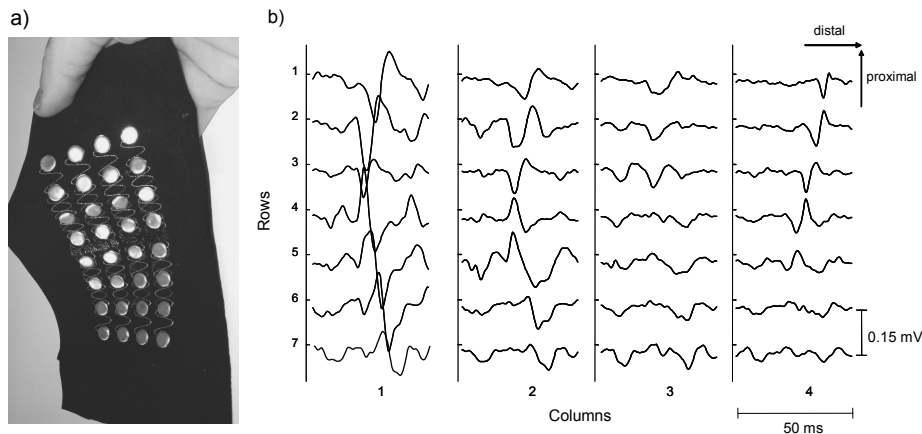 a)
b)
distal
proximal
Rows
1
2
3
4
5
6
7
0.15 mV
1 2 3 4
Columns
50 ms